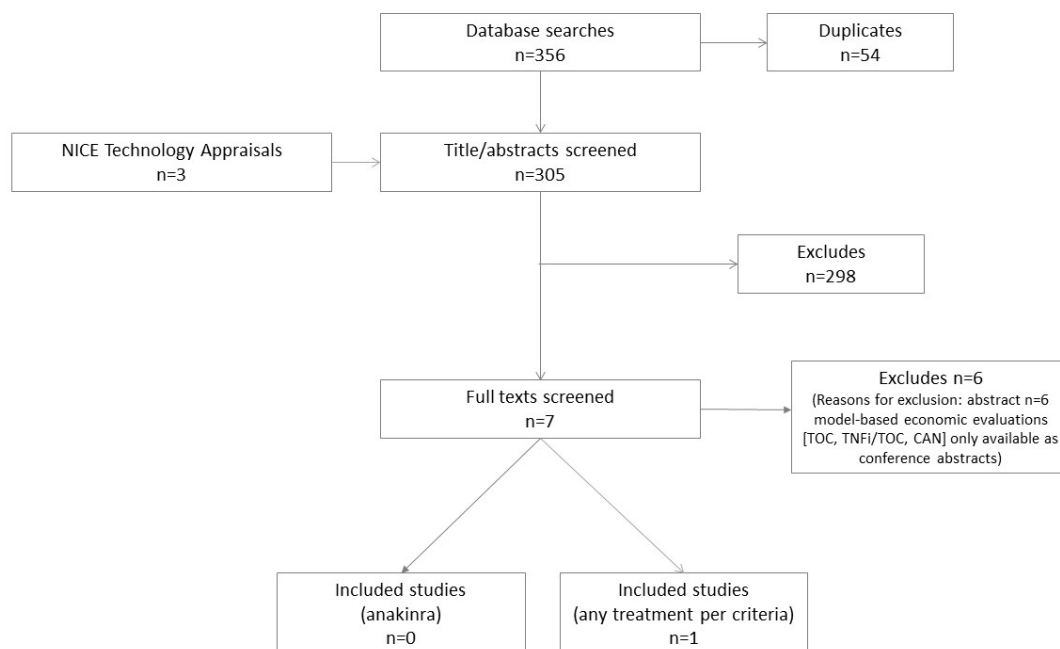 Database searches
n=356
Duplicates
n=54
NICE Technology Appraisals
n=3
Title/abstracts screened
n=305
Excludes
n=298
Full texts screened
n=7
Excludes n=6
(Reasons for exclusion: abstract n=6
model-based economic evaluations
[TOC, TNFi/TOC, CAN] only available as
conference abstracts)
Included studies
(anakinra)
n=0
Included studies
(any treatment per criteria)
n=1